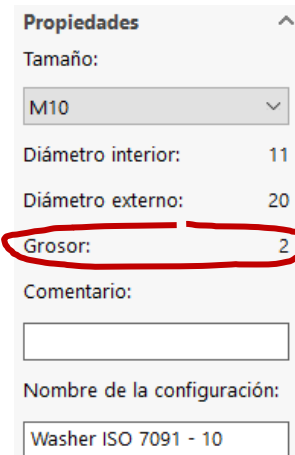 Propiedades
Tamaño:
M10
Diámetro interior: 11
Diámetro externo: 20
Grosor: 2
Comentario:
Nombre de la configuración:
Washer ISO 7091 - 10